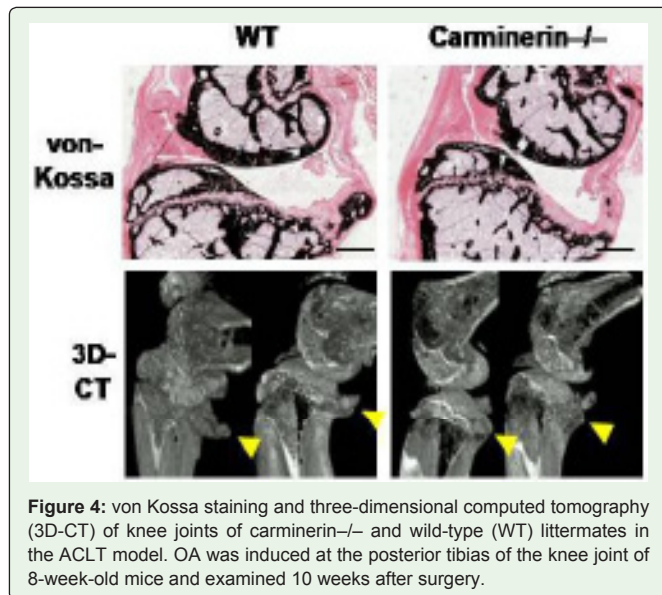 WT Carminerin–/–
von-
Kossa
3D-
CT
Figure 4: von Kossa staining and three-dimensional computed tomography
(3D-CT) of knee joints of carminerin–/– and wild-type (WT) littermates in
the ACLT model. OA was induced at the posterior tibias of the knee joint of
8-week-old mice and examined 10 weeks after surgery.